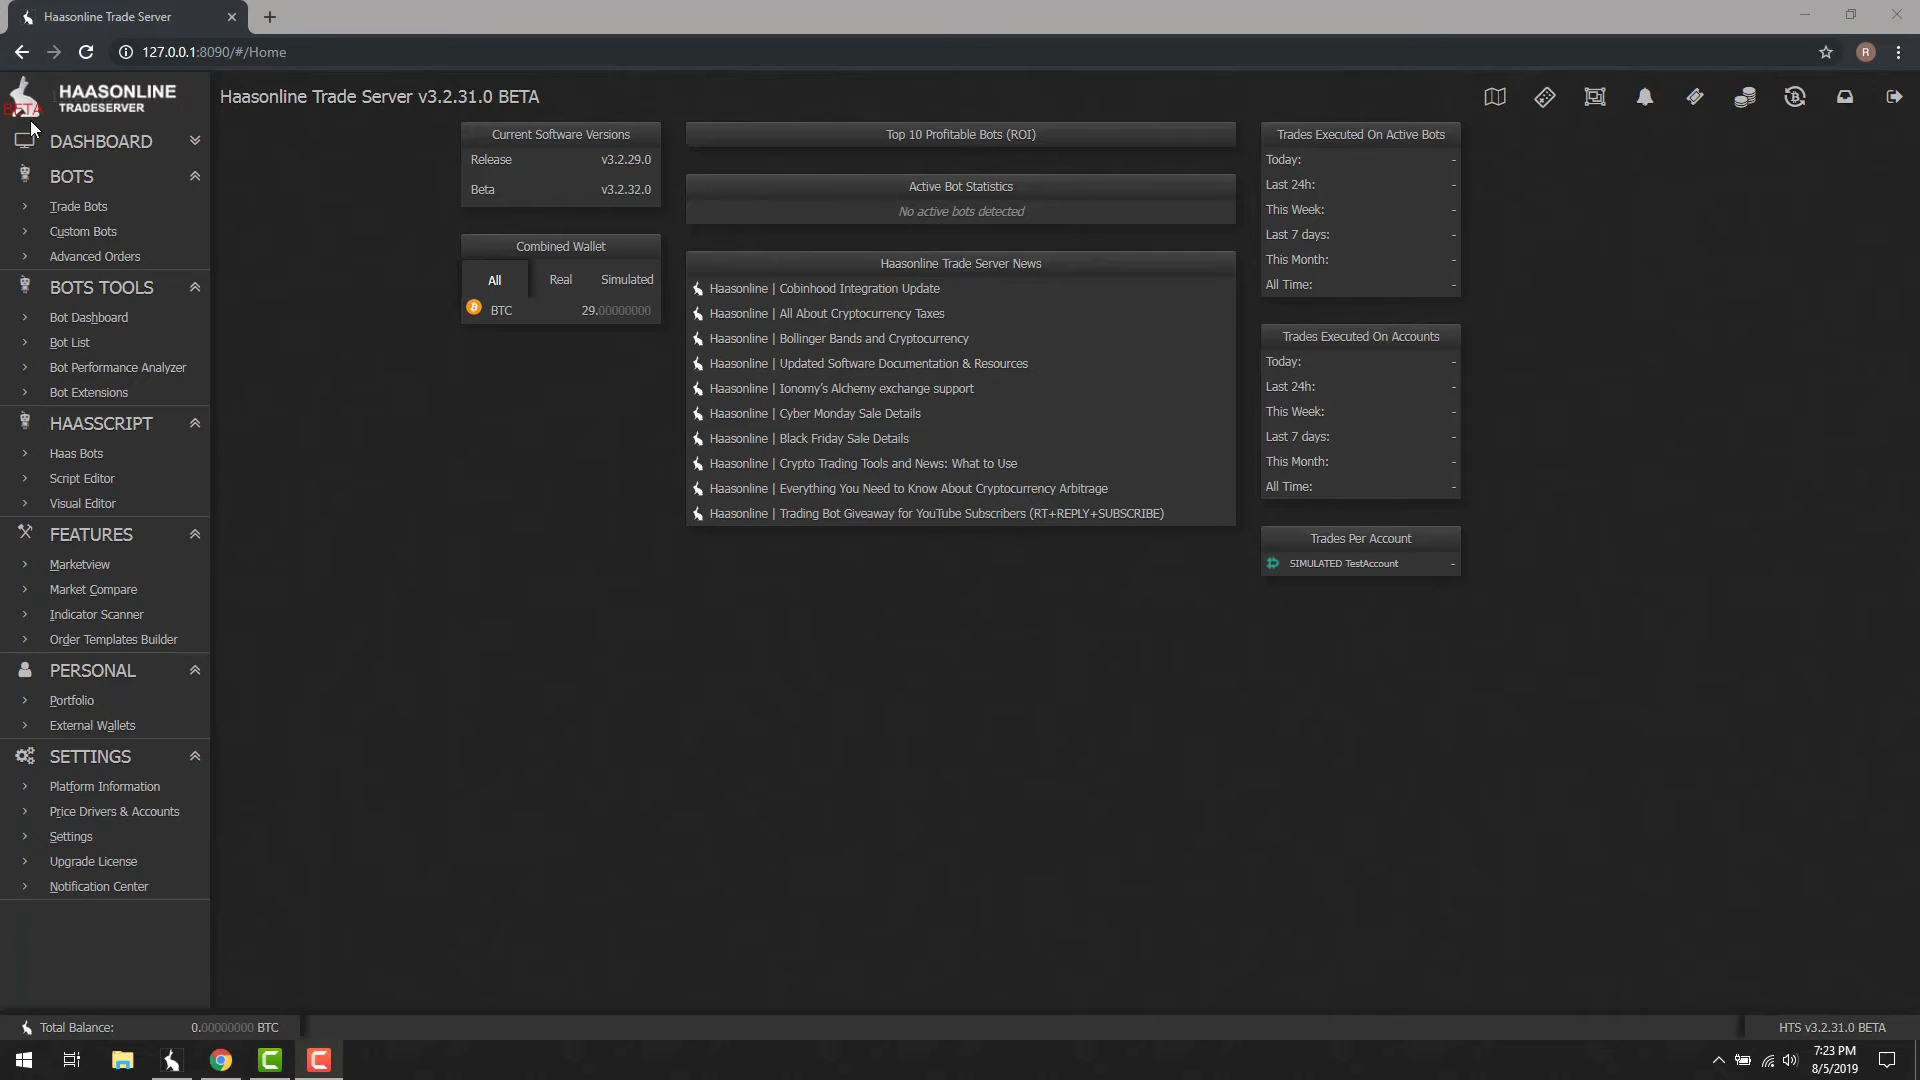 Haasonline Trade Server
127.0.0.1:8090/#/Home
R
BETA
HAASONLINE
TRADESERVER
Haasonline Trade Server v3.2.31.0 BETA
DASHBOARD
BOTS
Trade Bots
Custom Bots
Advanced Orders
BOTS TOOLS
Bot Dashboard
Bot List
Bot Performance Analyzer
Bot Extensions
HAASSCRIPT
Haas Bots
Script Editor
Visual Editor
FEATURES
Marketview
Market Compare
Indicator Scanner
Order Templates Builder
PERSONAL
Portfolio
External Wallets
SETTINGS
Platform Information
Price Drivers & Accounts
Settings
Upgrade License
Notification Center
Current Software Versions
Release v3.2.29.0
Beta v3.2.32.0
Combined Wallet
All Real Simulated
BTC 29.00000000
Top 10 Profitable Bots (ROI)
Active Bot Statistics
No active bots detected
Haasonline Trade Server News
Haasonline | Cobinhood Integration Update
Haasonline | All About Cryptocurrency Taxes
Haasonline | Bollinger Bands and Cryptocurrency
Haasonline | Updated Software Documentation & Resources
Haasonline | Ionomy’s Alchemy exchange support
Haasonline | Cyber Monday Sale Details
Haasonline | Black Friday Sale Details
Haasonline | Crypto Trading Tools and News: What to Use
Haasonline | Everything You Need to Know About Cryptocurrency Arbitrage
Haasonline | Trading Bot Giveaway for YouTube Subscribers (RT+REPLY+SUBSCRIBE)
Trades Executed On Active Bots
Today: -
Last 24h: -
This Week: -
Last 7 days: -
This Month: -
All Time: -
Trades Executed On Accounts
Today: -
Last 24h: -
This Week: -
Last 7 days: -
This Month: -
All Time: -
Trades Per Account
SIMULATED TestAccount -
Total Balance: 0.00000000 BTC
HTS v3.2.31.0 BETA
7:23 PM
8/5/2019